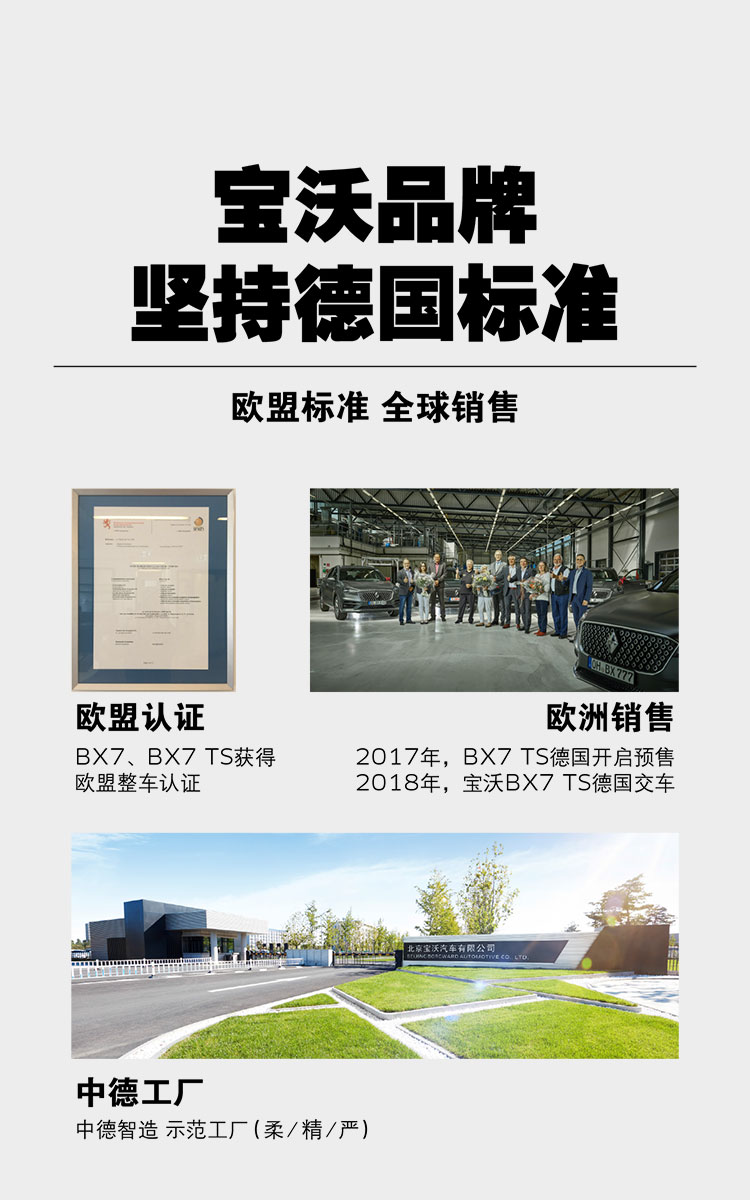 宝沃品牌
坚持德国标准
欧盟标准 全球销售
OH BX 777
欧盟认证
BX7、BX7 TS获得
欧盟整车认证
欧洲销售
2017年，BX7 TS德国开启预售
2018年，宝沃BX7 TS德国交车
北京宝沃汽车有限公司
BEIJING BORGWARD AUTOMOTIVE CO., LTD.
中德工厂
中德智造 示范工厂(柔/精/严)